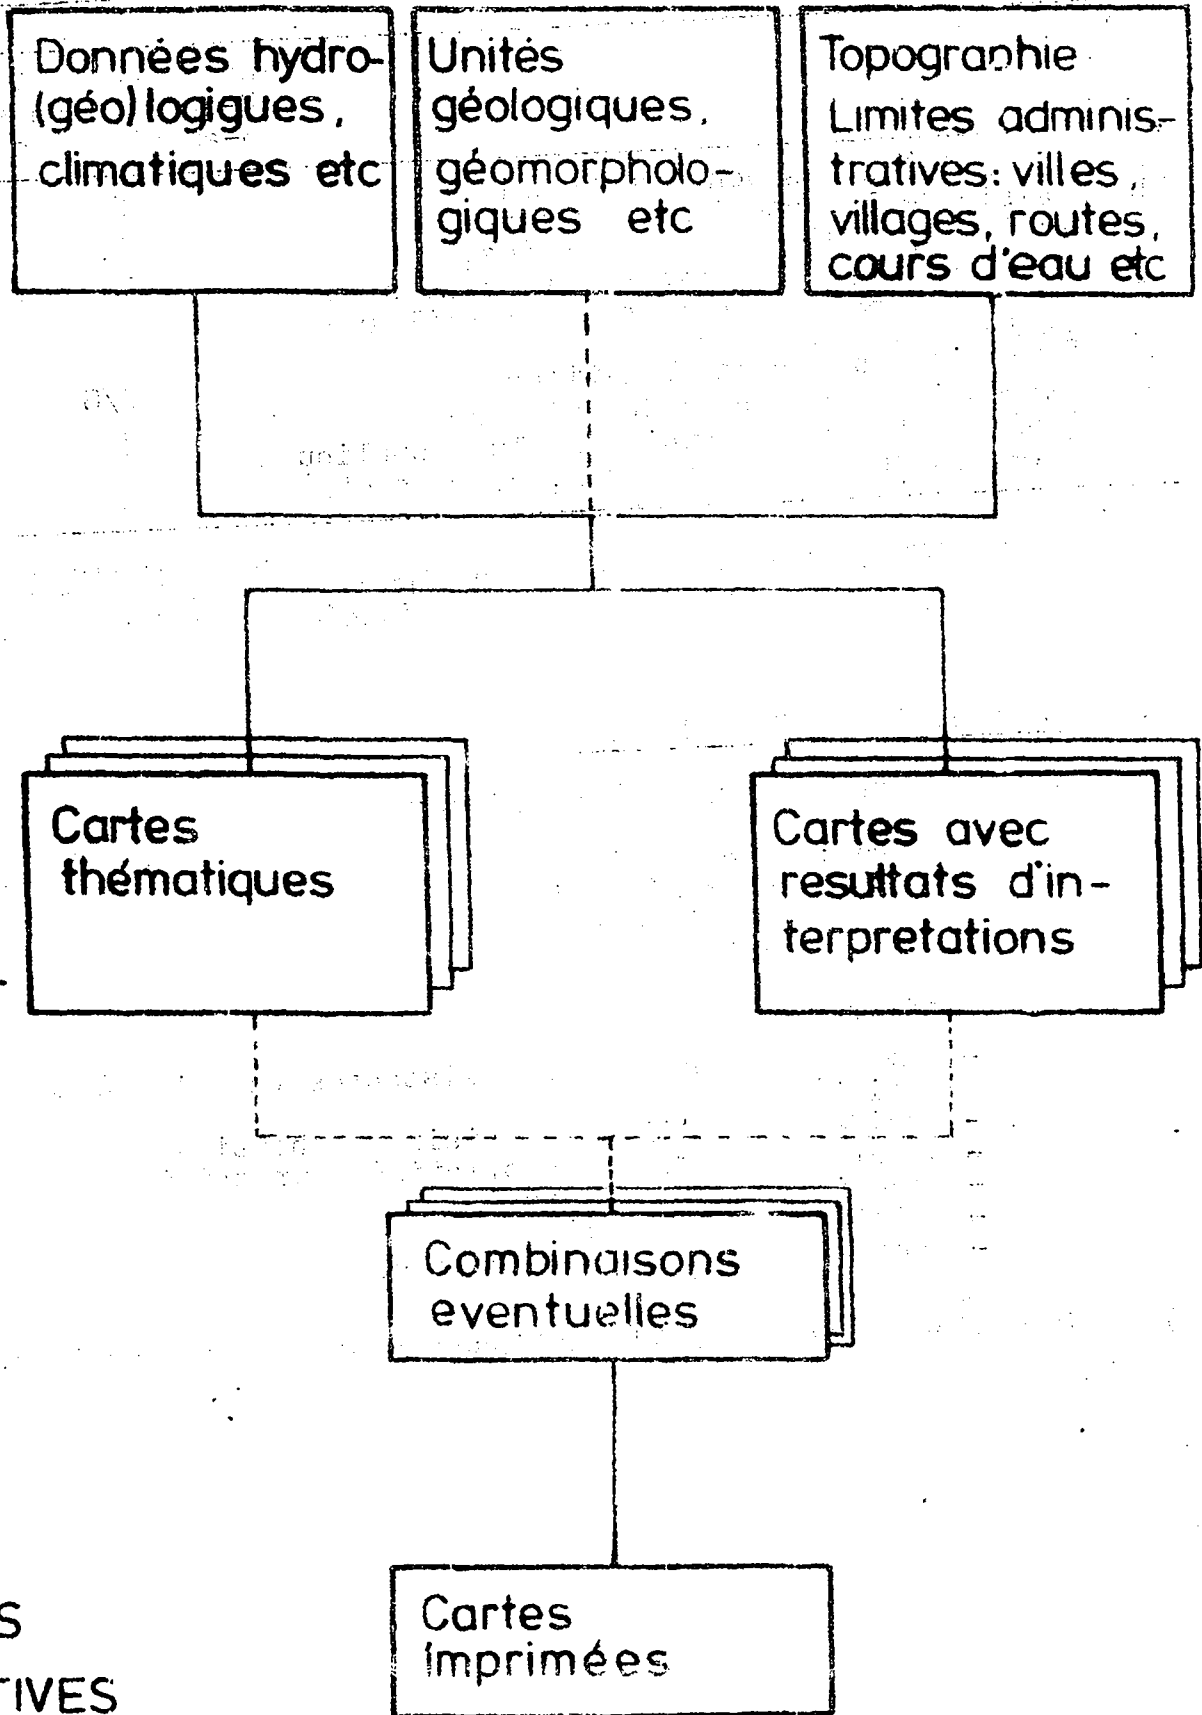 Données hydro-
(géo)logigues,
climatiques etc
Unités
géologiques,
géomorpholo-
giques etc
Topographie
Limites adminis-
tratives: villes,
villages, routes,
cours d'eau etc
Cartes
thématiques
Cartes avec
resultats d'in-
terpretations
Combinaisons
eventuelles
Cartes
imprimées
S
TIVES